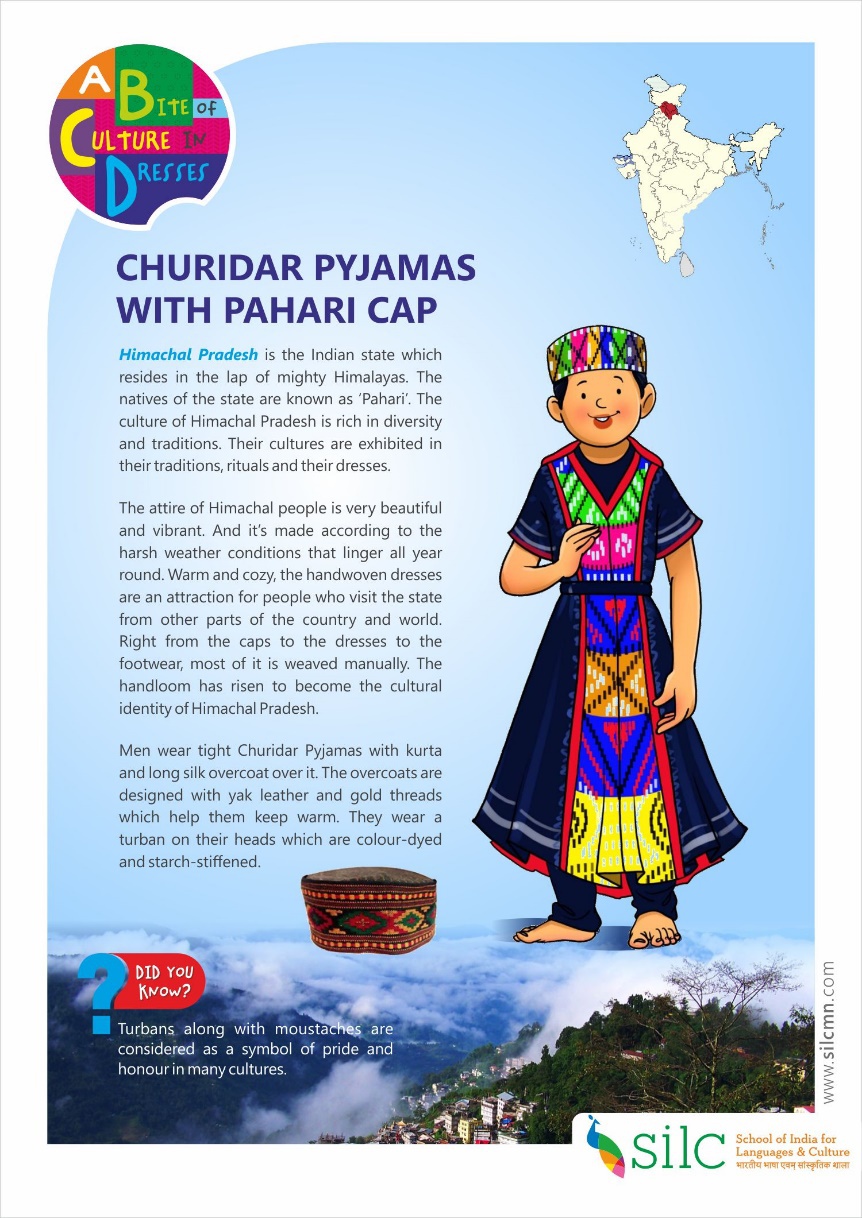 A BITE OF
CULTURE IN
DRESSES
CHURIDAR PYJAMAS
WITH PAHARI CAP
Himachal Pradesh is the Indian state which
resides in the lap of mighty Himalayas. The
natives of the state are known as ‘Pahari’. The
culture of Himachal Pradesh is rich in diversity
and traditions. Their cultures are exhibited in
their traditions, rituals and their dresses.
The attire of Himachal people is very beautiful
and vibrant. And it’s made according to the
harsh weather conditions that linger all year
round. Warm and cozy, the handwoven dresses
are an attraction for people who visit the state
from other parts of the country and world.
Right from the caps to the dresses to the
footwear, most of it is weaved manually. The
handloom has risen to become the cultural
identity of Himachal Pradesh.
Men wear tight Churidar Pyjamas with kurta
and long silk overcoat over it. The overcoats are
designed with yak leather and gold threads
which help them keep warm. They wear a
turban on their heads which are colour-dyed
and starch-stiffened.
? DID YOU
KNOW?
Turbans along with moustaches are
considered as a symbol of pride and
honour in many cultures.
www.silcmn.com
silc
School of India for
Languages & Culture
भारतीय भाषा एवम् सांस्कृतिक शाला